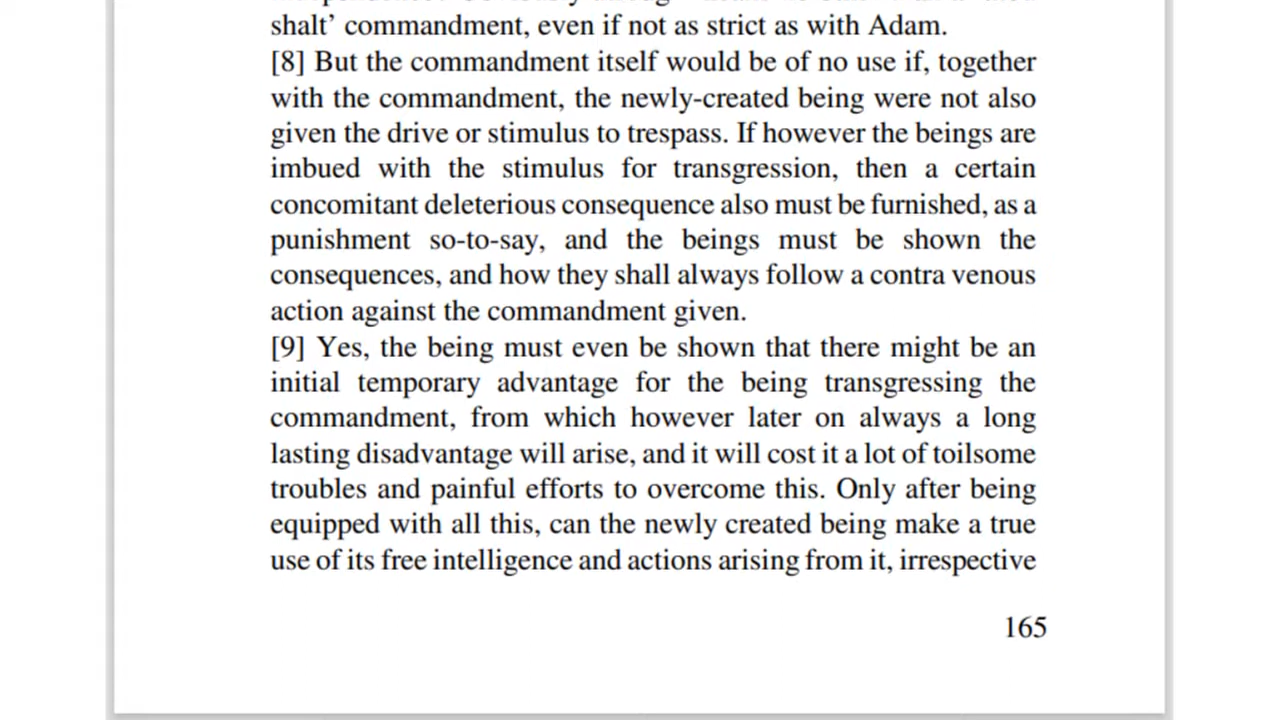 shalt’ commandment, even if not as strict as with Adam.
[8] But the commandment itself would be of no use if, together
with the commandment, the newly-created being were not also
given the drive or stimulus to trespass. If however the beings are
imbued with the stimulus for transgression, then a certain
concomitant deleterious consequence also must be furnished, as a
punishment so-to-say, and the beings must be shown the
consequences, and how they shall always follow a contra venous
action against the commandment given.
[9] Yes, the being must even be shown that there might be an
initial temporary advantage for the being transgressing the
commandment, from which however later on always a long
lasting disadvantage will arise, and it will cost it a lot of toilsome
troubles and painful efforts to overcome this. Only after being
equipped with all this, can the newly created being make a true
use of its free intelligence and actions arising from it, irrespective
165